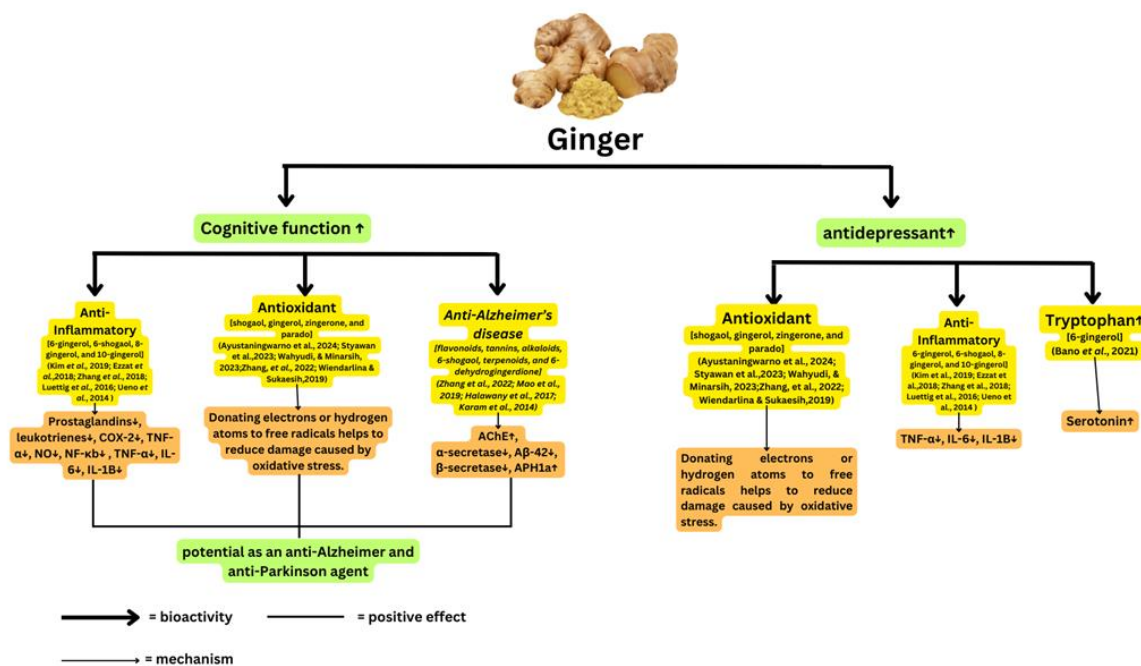 Ginger
Cognitive function ↑
antidepressant↑
Anti-
Inflammatory
[6-gingerol, 6-shogaol, 8-
gingerol, and 10-gingerol]
(Kim et al., 2019; Ezzat et
al.,2018; Zhang et al., 2018;
Luettig et al., 2016; Ueno et
al., 2014 )
Prostaglandins↓,
leukotrienes↓, COX-2↓, TNF-
α↓, NO↓, NF-κb↓ , TNF-α↓, IL-
6↓, IL-1B↓
Antioxidant
[shogaol, gingerol, zingerone, and
parado]
(Ayustaningwarno et al., 2024; Styawan
et al.,2023; Wahyudi, & Minarsih,
2023;Zhang, et al., 2022; Wiendarlina &
Sukaesih,2019)
Donating electrons or hydrogen
atoms to free radicals helps to
reduce damage caused by
oxidative stress.
Anti-Alzheimer's
disease
[flavonoids, tannins, alkaloids,
6-shogaol, terpenoids, and 6-
dehydrogingerdione]
(Zhang et al., 2022; Mao et al.,
2019; Halawany et al., 2017;
Karam et al., 2014)
AChE↑,
α-secretase↓, Aβ-42↓,
β-secretase↓, APH1a↑
potential as an anti-Alzheimer and
anti-Parkinson agent
Antioxidant
[shogaol, gingerol, zingerone, and
parado]
(Ayustaningwarno et al., 2024;
Styawan et al.,2023; Wahyudi, &
Minarsih, 2023;Zhang, et al., 2022;
Wiendarlina & Sukaesih,2019)
Donating electrons or
hydrogen atoms to free
radicals helps to reduce
damage caused by oxidative
stress.
Anti-
Inflammatory
6-gingerol, 6-shogaol, 8-
gingerol, and 10-gingerol]
(Kim et al., 2019; Ezzat et
al.,2018; Zhang et al., 2018;
Luettig et al., 2016; Ueno et
al., 2014 )
TNF-α↓, IL-6↓, IL-1B↓
Tryptophan↑
[6-gingerol]
(Bano et al., 2021)
Serotonin↑
= bioactivity
= positive effect
= mechanism